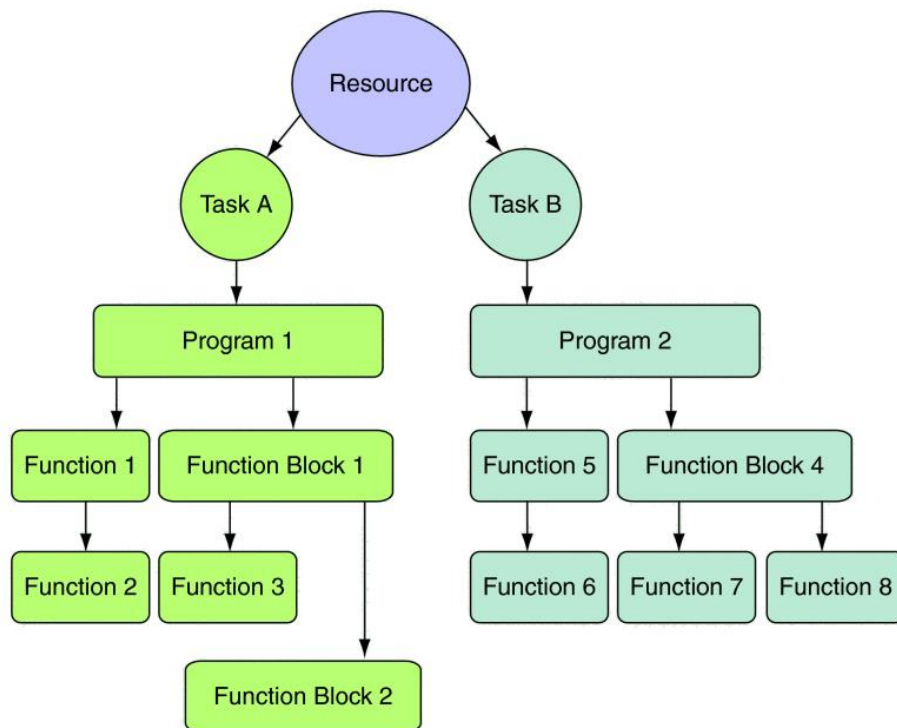 Resource
Task A
Task B
Program 1
Program 2
Function 1
Function Block 1
Function 5
Function Block 4
Function 2
Function 3
Function 6
Function 7
Function 8
Function Block 2